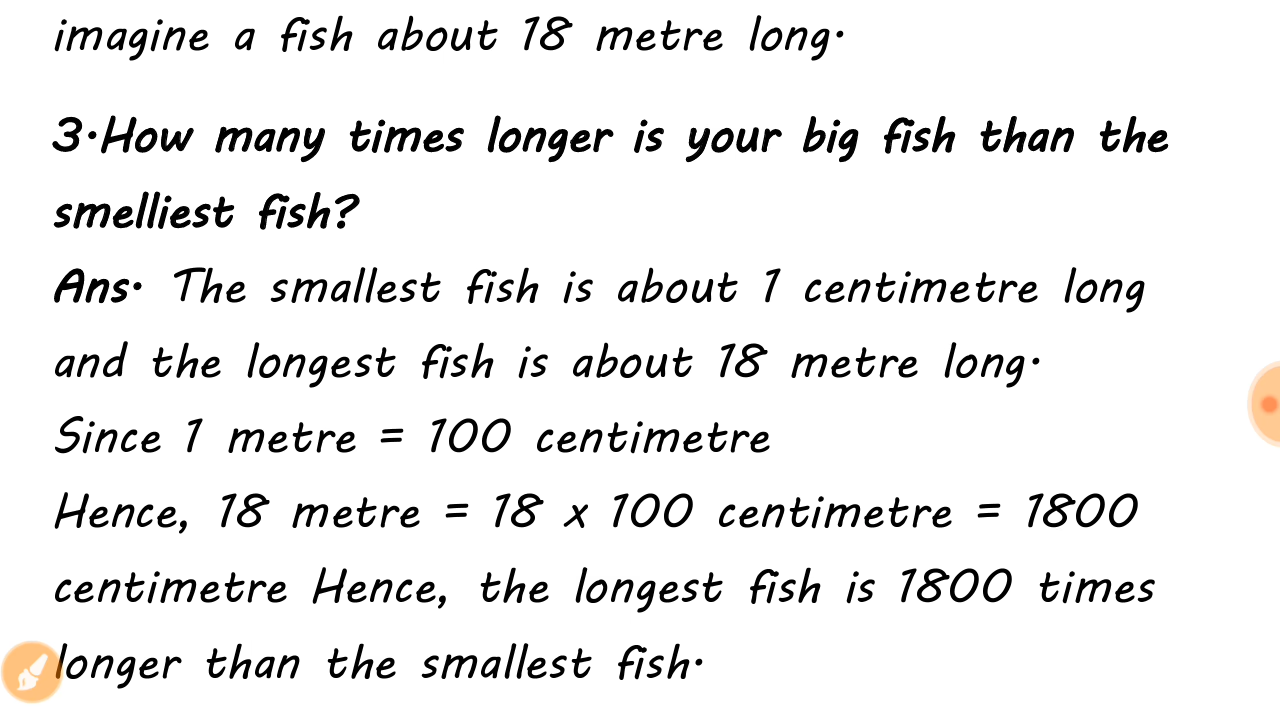 imagine a fish about 18 metre long.
3.How many times longer is your big fish than the
smelliest fish?
Ans. The smallest fish is about 1 centimetre long
and the longest fish is about 18 metre long.
Since 1 metre = 100 centimetre
Hence, 18 metre = 18 x 100 centimetre = 1800
centimetre Hence, the longest fish is 1800 times
longer than the smallest fish.